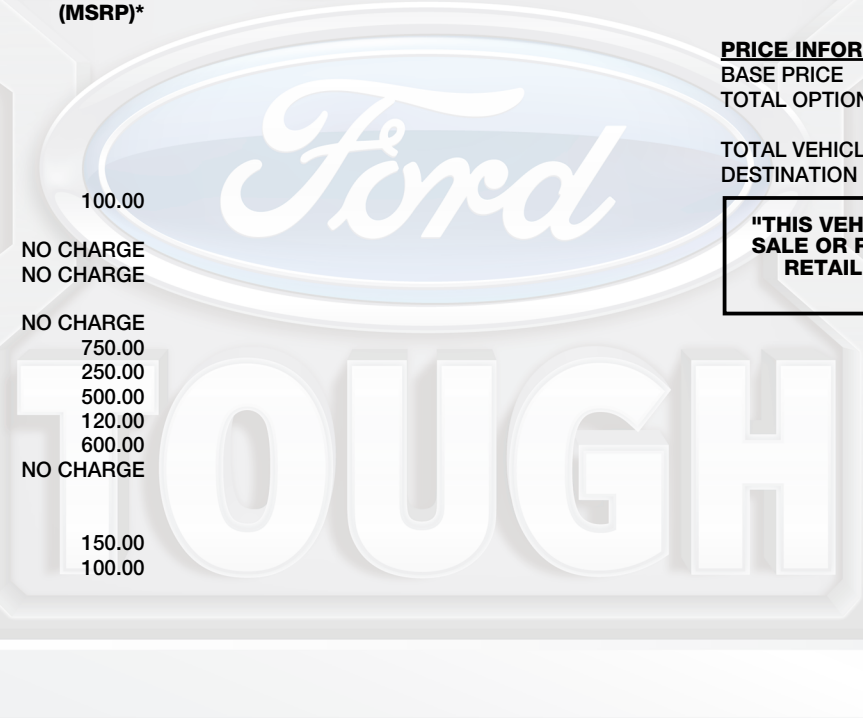 (MSRP)*
100.00
NO CHARGE
NO CHARGE
NO CHARGE
750.00
250.00
500.00
120.00
600.00
NO CHARGE
150.00
100.00
PRICE INFOR
BASE PRICE
TOTAL OPTION
TOTAL VEHICL
DESTINATION
"THIS VEH
SALE OR R
RETAIL
Ford
TOUGH